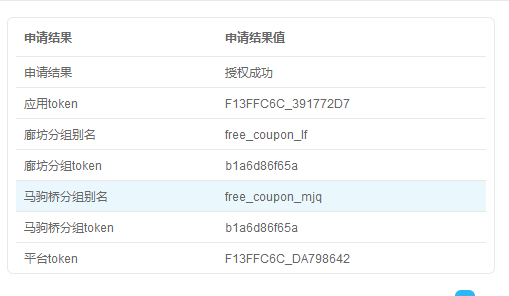 申请结果 申请结果值
申请结果 授权成功
应用token F13FFC6C_391772D7
廊坊分组别名 free_coupon_lf
廊坊分组token b1a6d86f65a
马驹桥分组别名 free_coupon_mjq
马驹桥分组token b1a6d86f65a
平台token F13FFC6C_DA798642